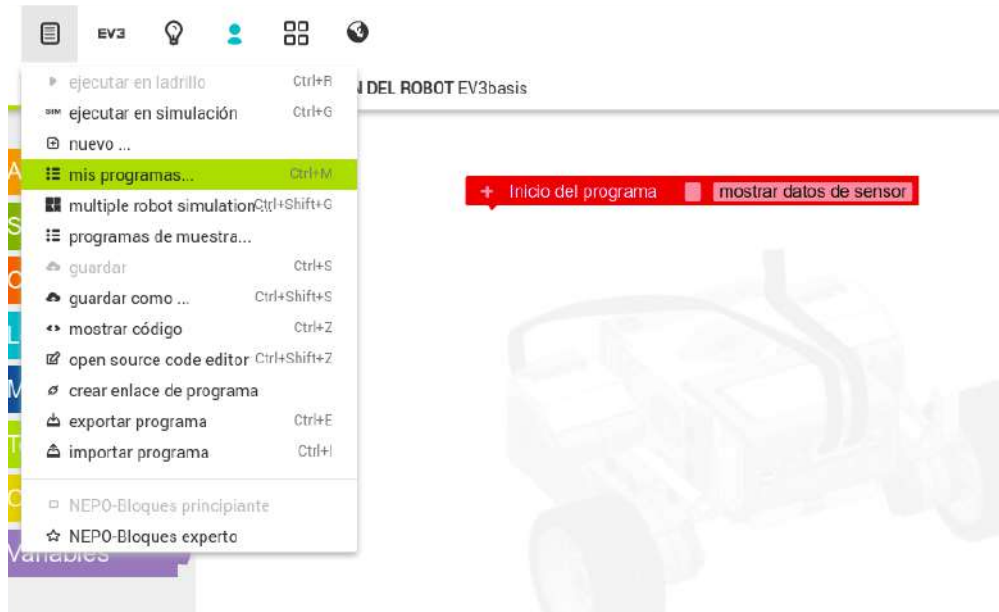 EV3
N DEL ROBOT EV3basis
ejecutar en ladrillo Ctrl+R
SIM ejecutar en simulación Ctrl+G
nuevo ...
mis programas... Ctrl+M
multiple robot simulation ... Ctrl+Shift+G
programas de muestra...
guardar Ctrl+S
guardar como ... Ctrl+Shift+S
mostrar código Ctrl+Z
open source code editor Ctrl+Shift+Z
crear enlace de programa
exportar programa Ctrl+E
importar programa Ctrl+I
NEPO-Bloques principiante
NEPO-Bloques experto
A
S
C
L
M
Te
C
Variables
+ Inicio del programa mostrar datos de sensor